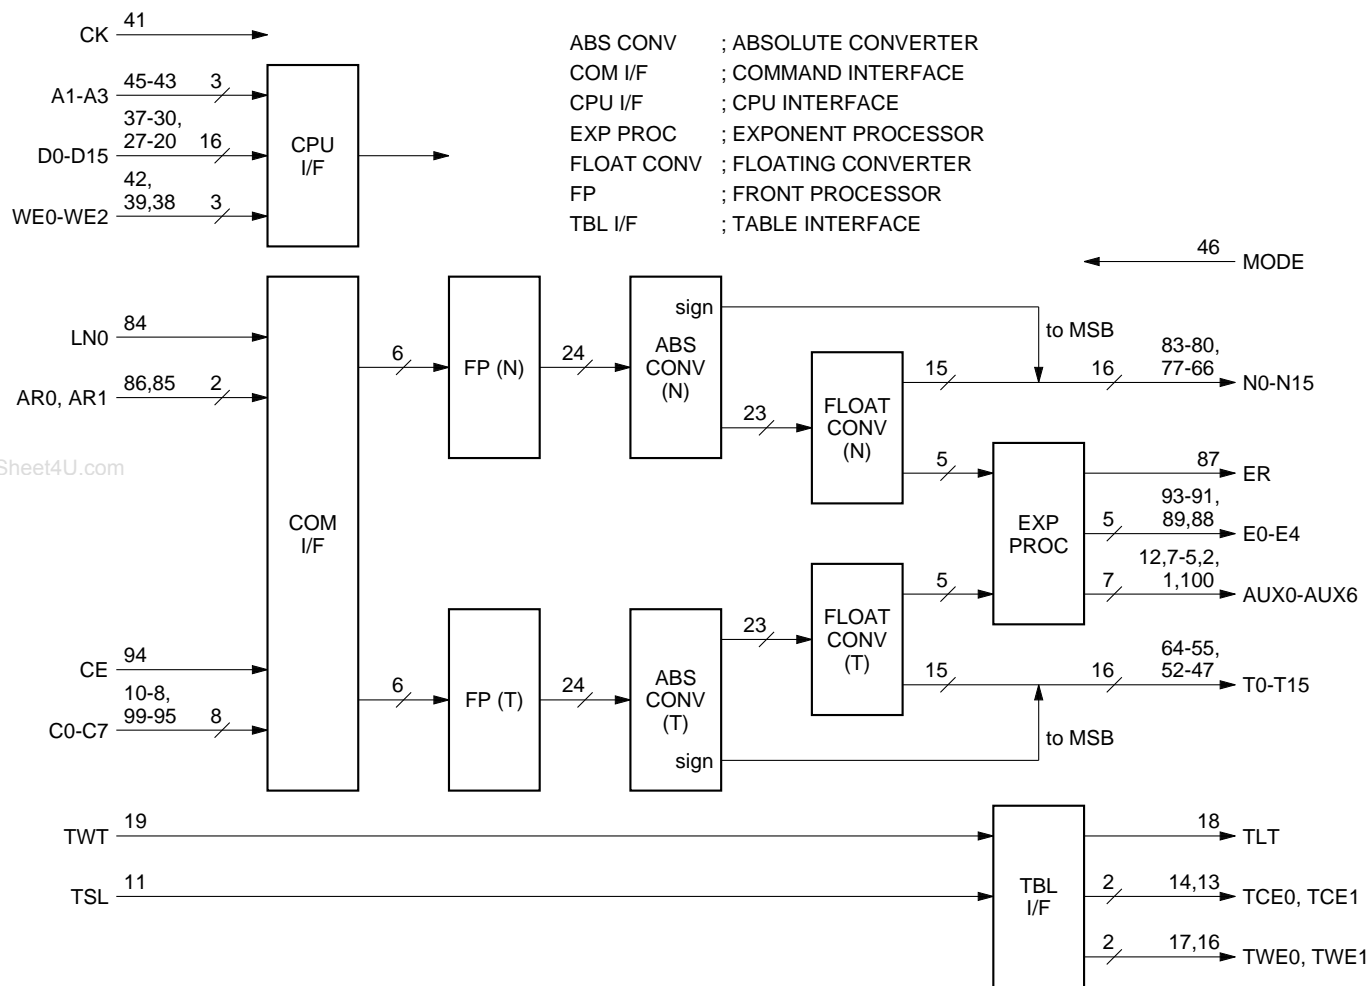 CK 41
A1-A3 45-43 3
37-30,
D0-D15 27-20 16
42,
WE0-WE2 39,38 3
CPU
I/F
ABS CONV ; ABSOLUTE CONVERTER
COM I/F ; COMMAND INTERFACE
CPU I/F ; CPU INTERFACE
EXP PROC ; EXPONENT PROCESSOR
FLOAT CONV ; FLOATING CONVERTER
FP ; FRONT PROCESSOR
TBL I/F ; TABLE INTERFACE
46 MODE
LN0 84
AR0, AR1 86,85 2
Sheet4U.com
COM
I/F
CE 94
10-8,
C0-C7 99-95 8
6
FP (N)
24
sign
ABS
CONV
(N)
to MSB
23
FLOAT
CONV
(N)
15
16
83-80,
77-66
N0-N15
5
EXP
PROC
87 ER
93-91,
5 89,88 E0-E4
12,7-5,2,
7 1,100 AUX0-AUX6
6
FP (T)
24
ABS
CONV
(T)
sign
23
FLOAT
CONV
(T)
5
15
16
64-55,
52-47
T0-T15
to MSB
TWT 19
TSL 11
TBL
I/F
18 TLT
2 14,13 TCE0, TCE1
2 17,16 TWE0, TWE1